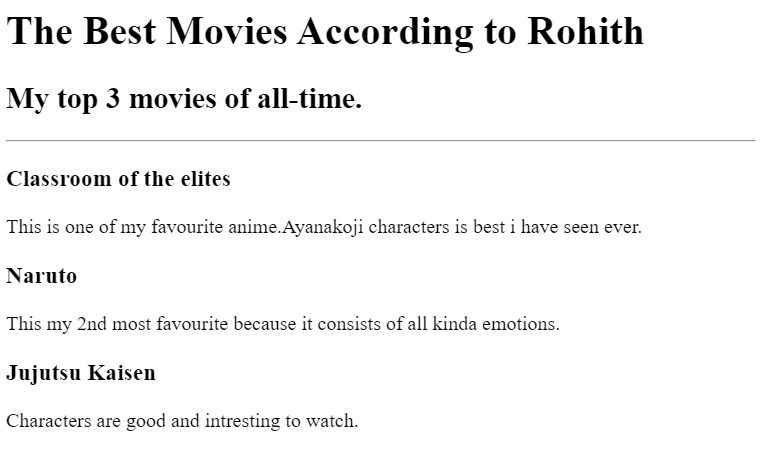 The Best Movies According to Rohith
My top 3 movies of all-time.
Classroom of the elites
This is one of my favourite anime.Ayanakoji characters is best i have seen ever.
Naruto
This my 2nd most favourite because it consists of all kinda emotions.
Jujutsu Kaisen
Characters are good and intresting to watch.